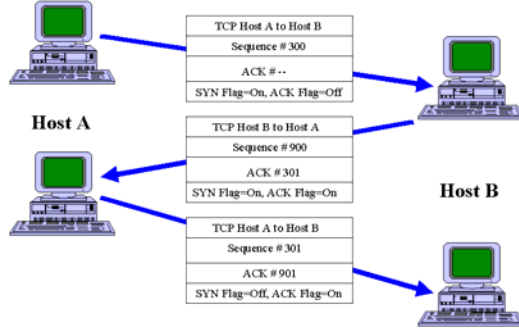 TCP Host A to Host B
Sequence # 300
ACK # --
SYN Flag=On, ACK Flag=Off
Host A
TCP Host B to Host A
Sequence # 900
ACK # 301
SYN Flag=On, ACK Flag=On
Host B
TCP Host A to Host B
Sequence # 301
ACK # 901
SYN Flag=Off, ACK Flag=On